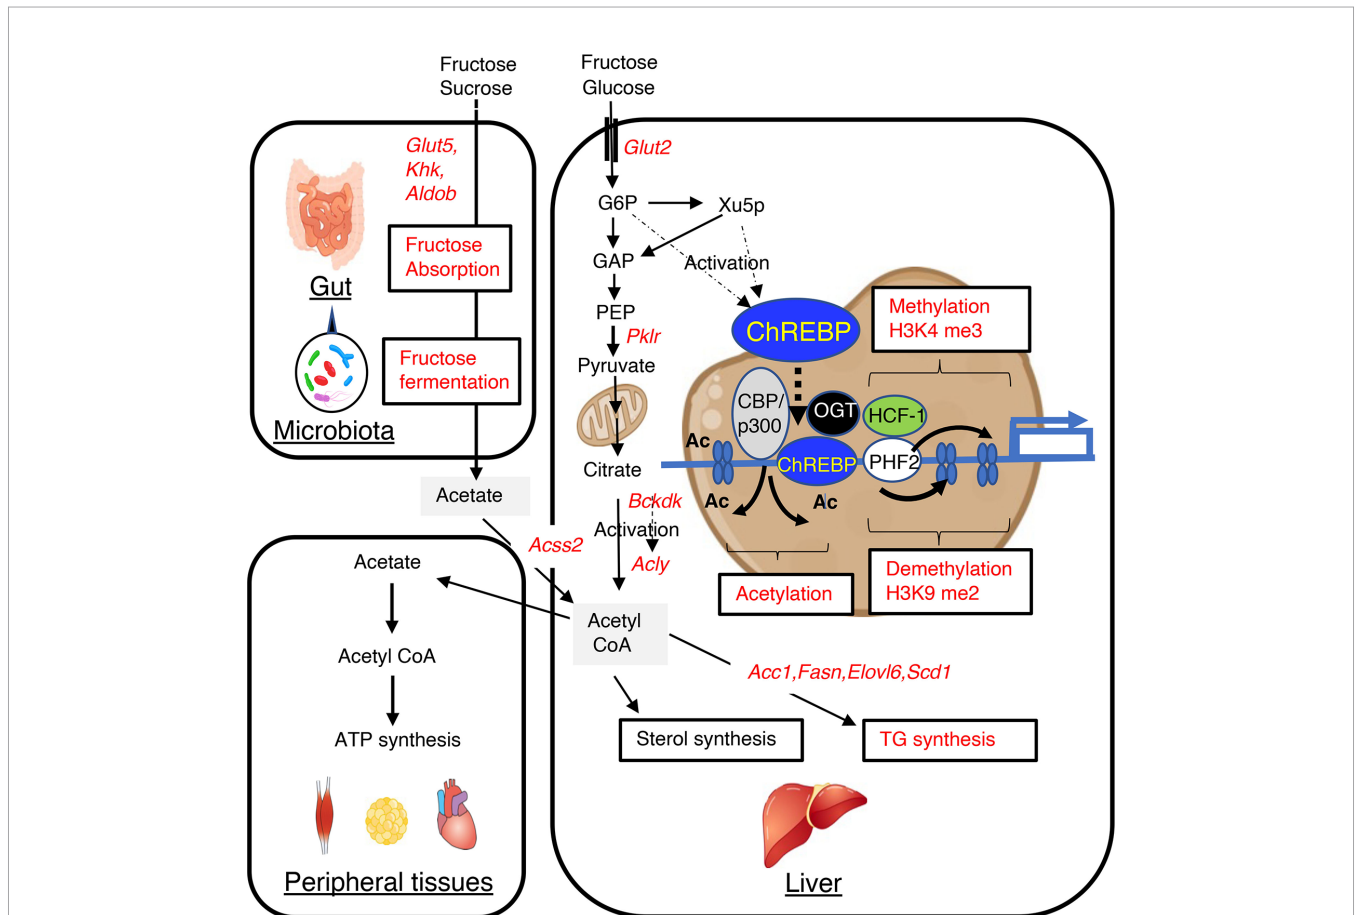 Fructose
Sucrose
Fructose
Glucose
Glut5,
Khk,
Aldob
Fructose
Absorption
Gut
Fructose
fermentation
Microbiota
Acetate
Acss2
Glut2
G6P
Xu5p
GAP
Activation
PEP
Pklr
Pyruvate
Citrate
Bckdk
Activation
Acly
Acetyl
CoA
ChREBP
Methylation
H3K4 me3
CBP/
p300
OGT
HCF-1
Ac
ChREBP
PHF2
Ac
Ac
Acetylation
Demethylation
H3K9 me2
Acc1,Fasn,Elovl6,Scd1
Sterol synthesis
TG synthesis
Liver
Acetate
Acetyl CoA
ATP synthesis
Peripheral tissues